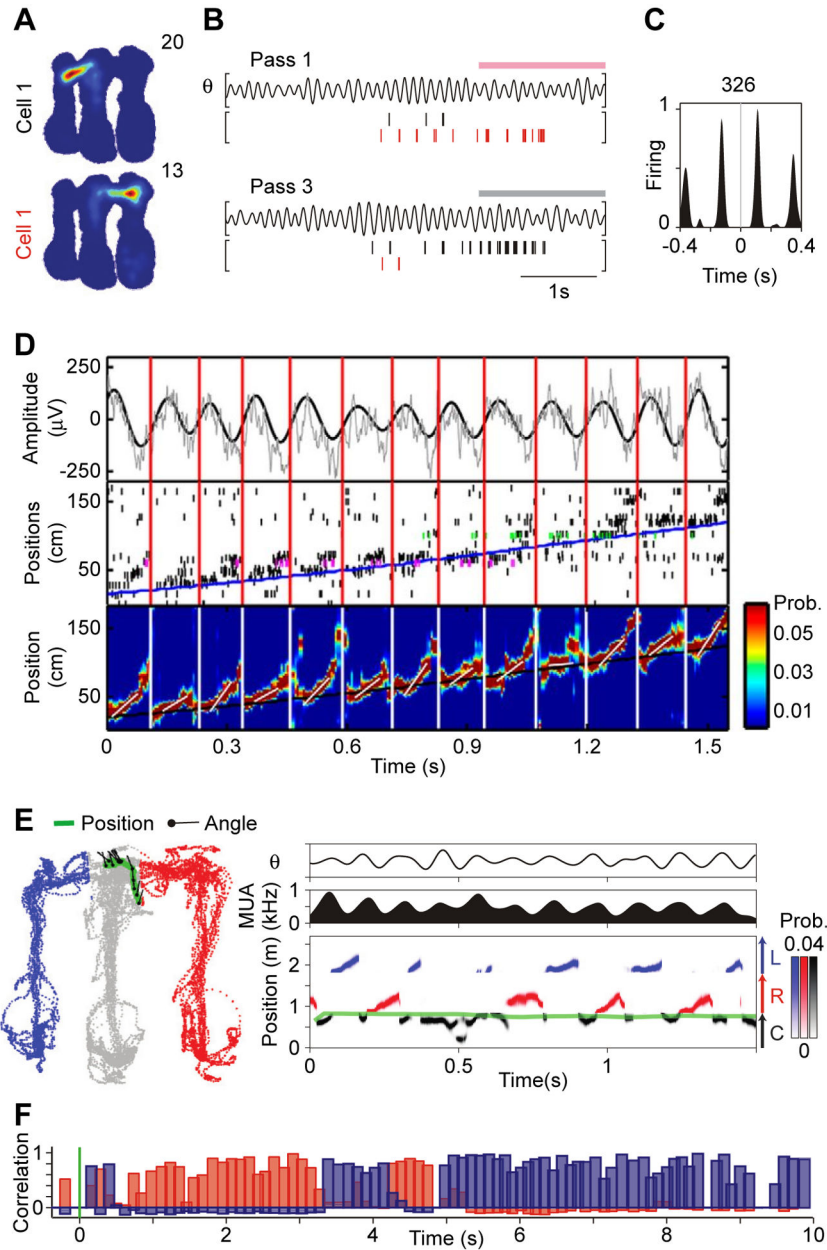 A
20
Cell 1
13
Cell 1
B
Pass 1
θ
Pass 3
1s
C
326
1
Firing
0
-0.4 0 0.4
Time (s)
D
250
Amplitude
(µV)
0
-250
150
Positions
(cm)
50
150
Position
(cm)
50
Prob.
0.05
0.03
0.01
0 0.3 0.6 0.9 1.2 1.5
Time (s)
E
Position Angle
θ
MUA
(kHz)
1
0
Position (m)
2
1
0
L
R
C
Prob.
0.04
0
0 0.5 1
Time(s)
F
Correlation
1
0
0 2 4 6 8 10
Time (s)